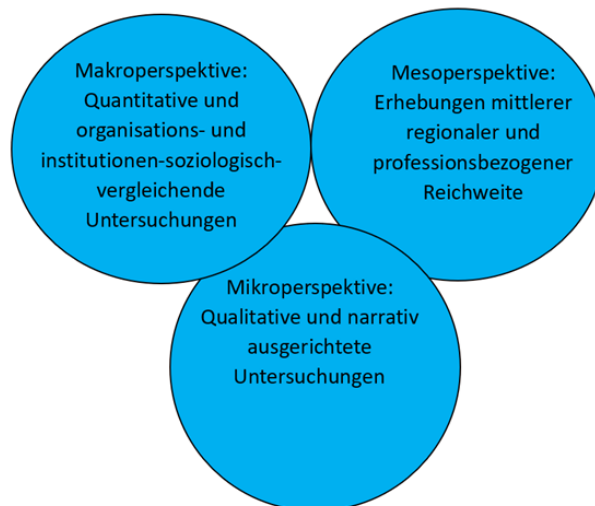 Makroperspektive:
Quantitative und
organisations- und
institutionen-soziologisch-
vergleichende
Untersuchungen
Mesoperspektive:
Erhebungen mittlerer
regionaler und
professionsbezogener
Reichweite
Mikroperspektive:
Qualitative und narrativ
ausgerichtete
Untersuchungen